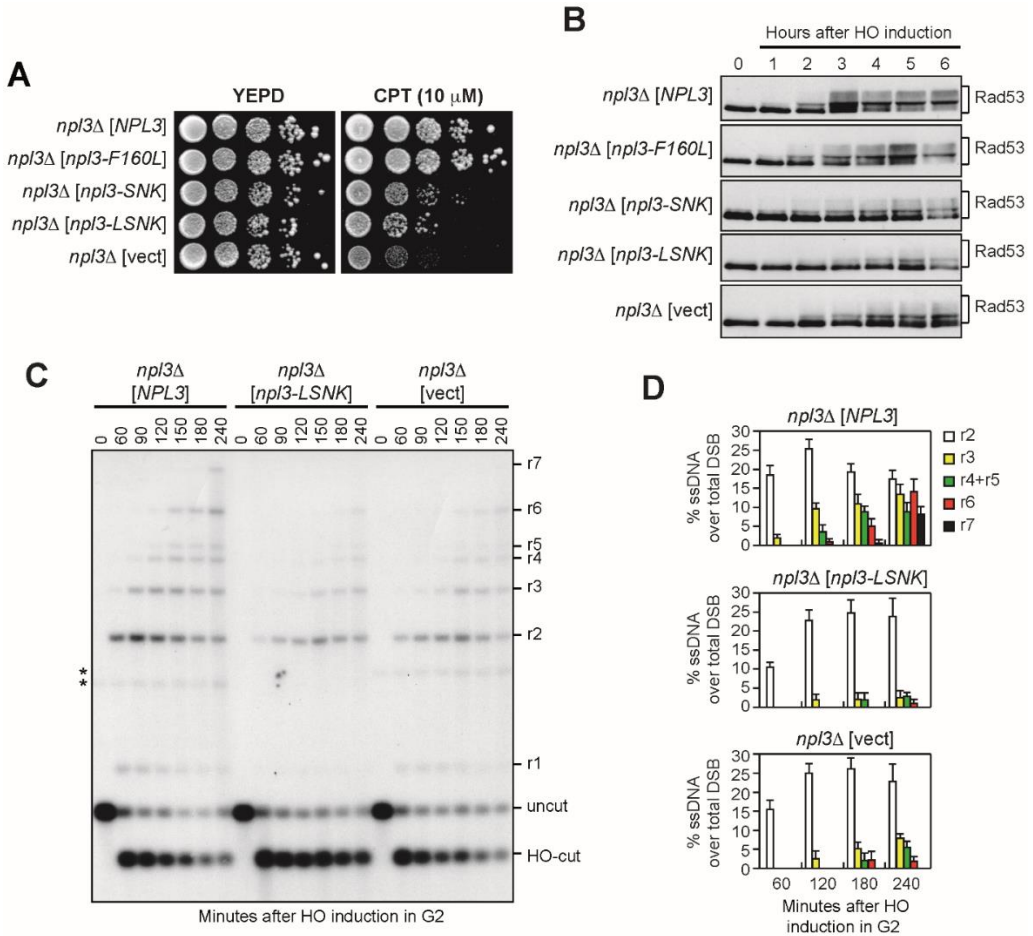 A
YEPD
CPT (10 μM)
npl3Δ [NPL3]
npl3Δ [npl3-F160L]
npl3Δ [npl3-SNK]
npl3Δ [npl3-LSNK]
npl3Δ [vect]
B
Hours after HO induction
0 1 2 3 4 5 6
npl3Δ [NPL3] Rad53
npl3Δ [npl3-F160L] Rad53
npl3Δ [npl3-SNK] Rad53
npl3Δ [npl3-LSNK] Rad53
npl3Δ [vect] Rad53
C
npl3Δ npl3Δ npl3Δ
[NPL3] [npl3-LSNK] [vect]
0 60 90 120 150 180 240 0 60 90 120 150 180 240 0 60 90 120 150 180 240
r7
r6
r5
r4
r3
r2
*
*
r1
uncut
HO-cut
Minutes after HO induction in G2
D
npl3Δ [NPL3]
% ssDNA
over total DSB
30
25
20
15
10
5
0
r2
r3
r4+r5
r6
r7
npl3Δ [npl3-LSNK]
% ssDNA
over total DSB
30
25
20
15
10
5
0
npl3Δ [vect]
% ssDNA
over total DSB
30
25
20
15
10
5
0
60 120 180 240
Minutes after HO
induction in G2